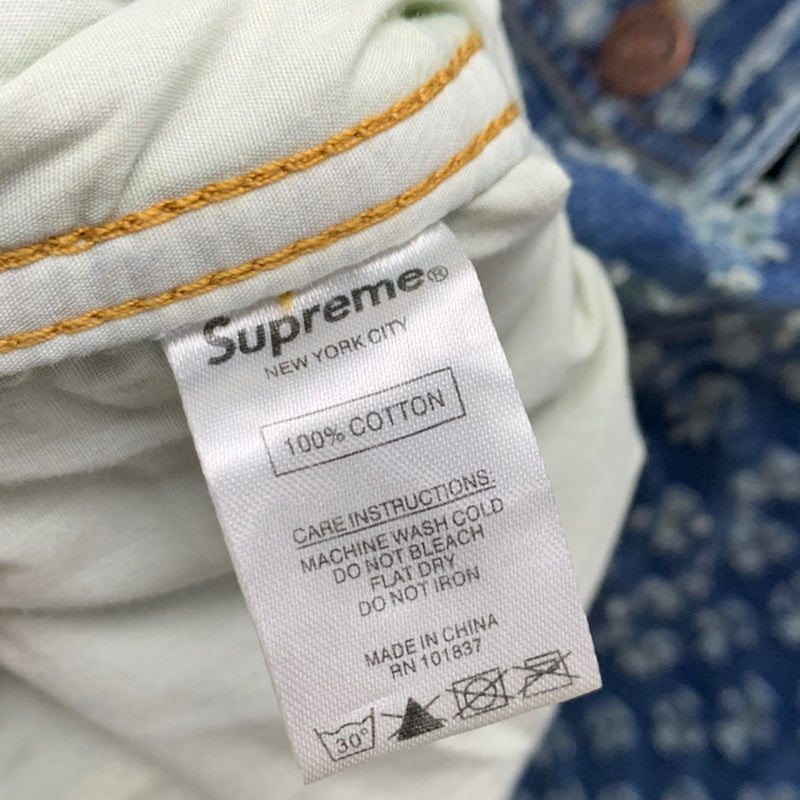 Supreme®
NEW YORK CITY
100% COTTON
CARE INSTRUCTIONS:
MACHINE WASH COLD
DO NOT BLEACH
FLAT DRY
DO NOT IRON
MADE IN CHINA
RN 101837
30°